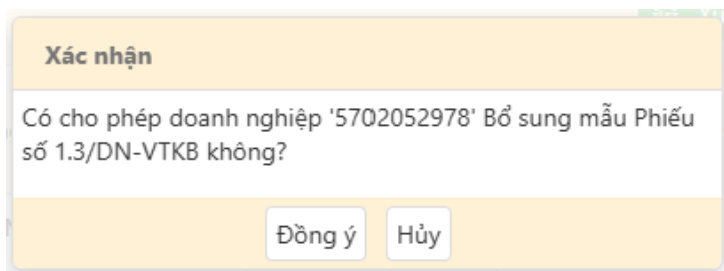 Xác nhận
Có cho phép doanh nghiệp '5702052978' Bổ sung mẫu Phiếu
số 1.3/DN-VTKB không?
Đồng ý
Hủy